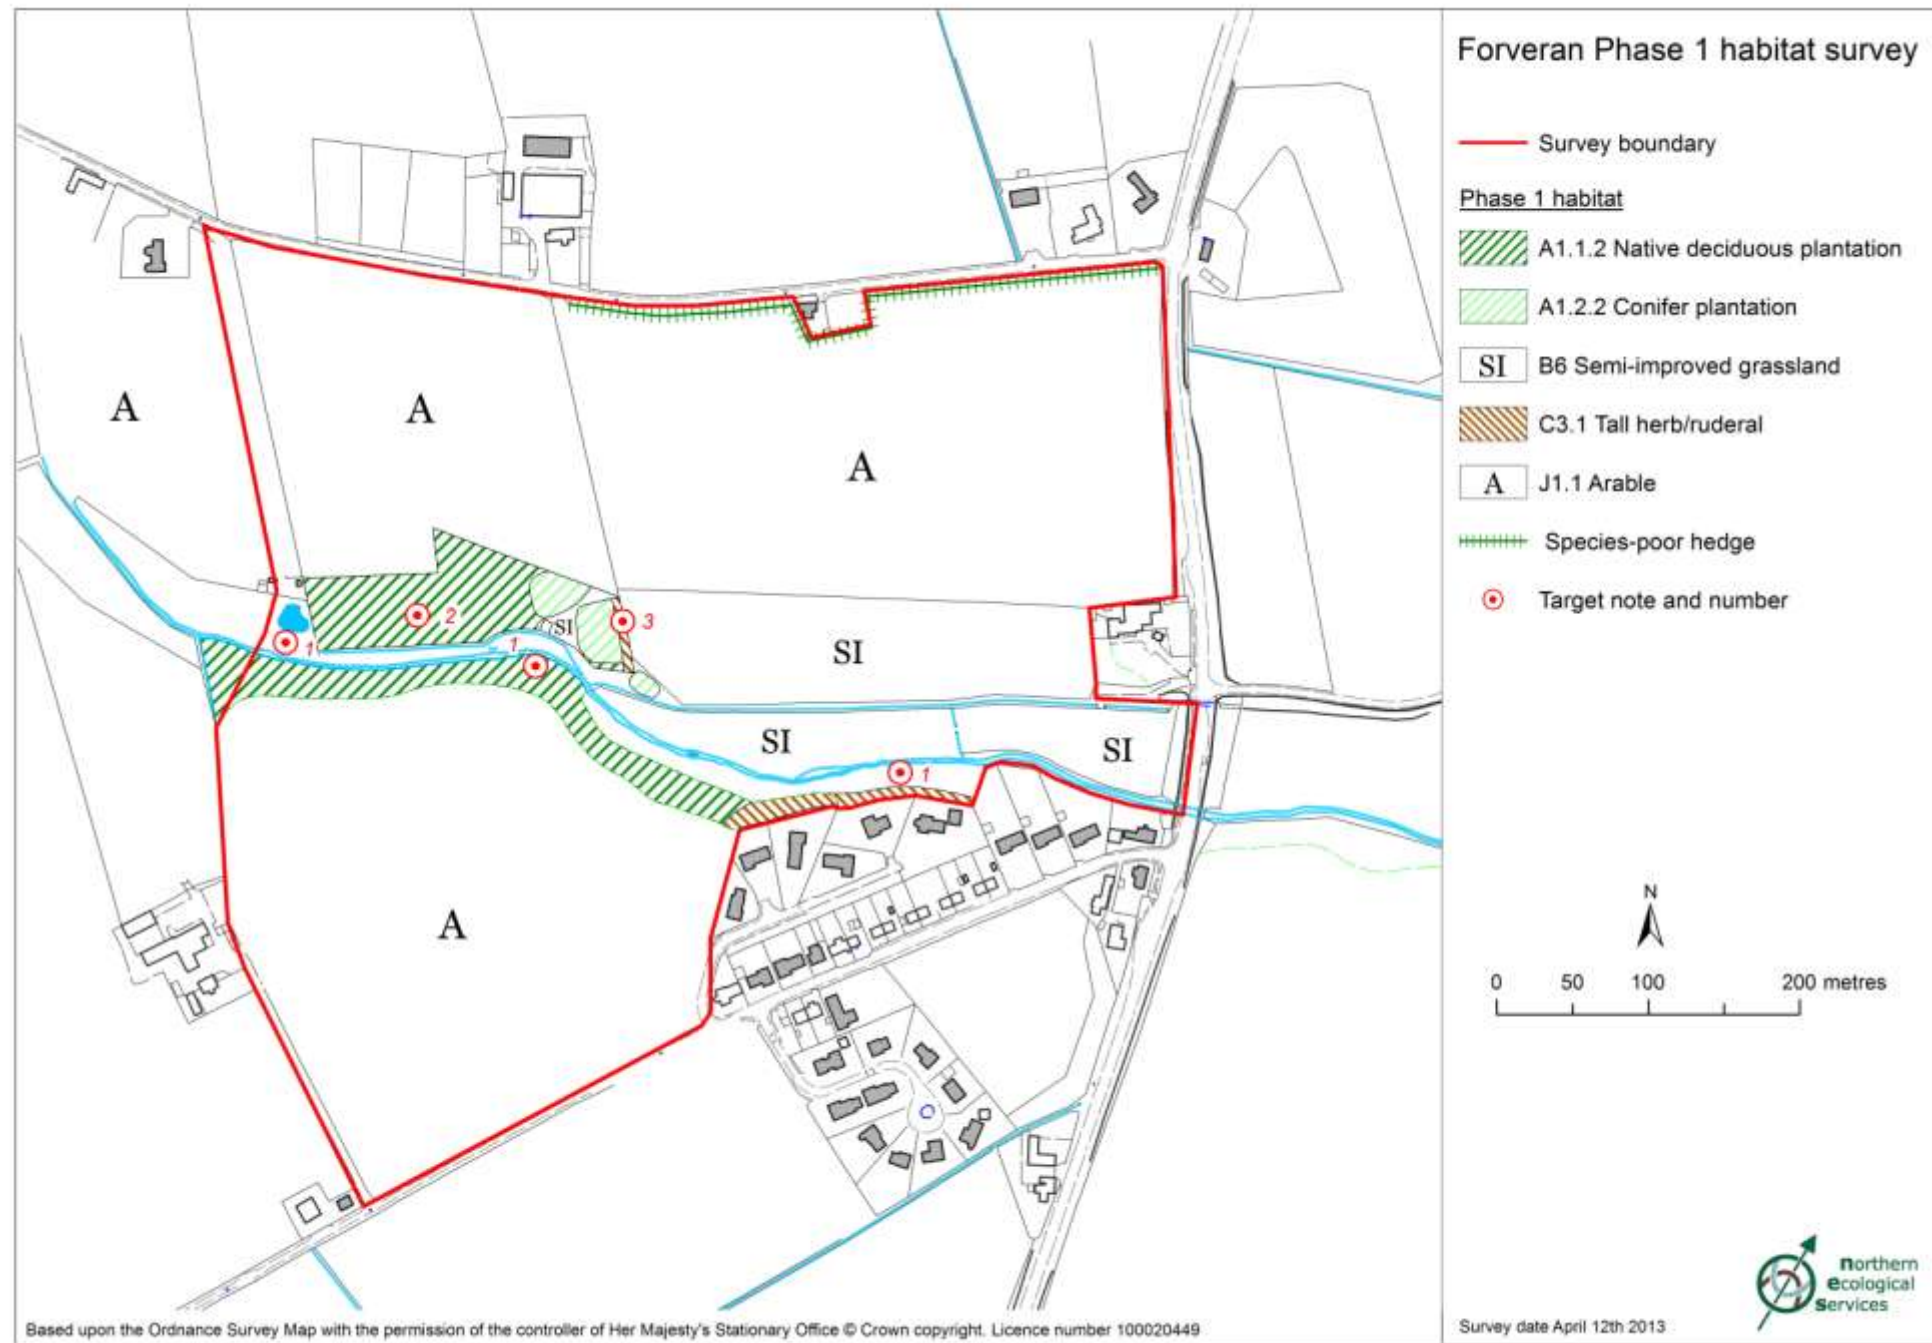 Forveran Phase 1 habitat survey
Survey boundary
Phase 1 habitat
A1.1.2 Native deciduous plantation
A1.2.2 Conifer plantation
SI B6 Semi-improved grassland
C3.1 Tall herb/ruderal
A J1.1 Arable
Species-poor hedge
Target note and number
A
A
A
2
3
1
1
SI
SI
SI
SI
1
A
N
0 50 100 200 metres
northern
ecological
services
Survey date April 12th 2013
Based upon the Ordnance Survey Map with the permission of the controller of Her Majesty's Stationary Office © Crown copyright. Licence number 100020449